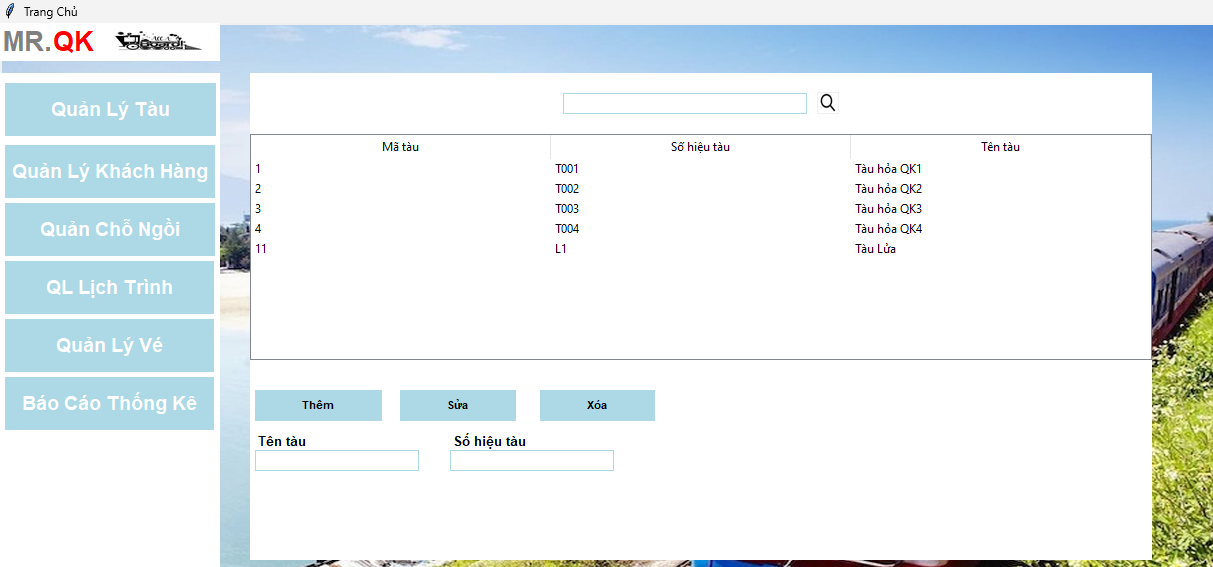 Trang Chủ
MR.QK
Quản Lý Tàu
Quản Lý Khách Hàng
Quản Chỗ Ngồi
QL Lịch Trình
Quản Lý Vé
Báo Cáo Thống Kê
Mã tàu Số hiệu tàu Tên tàu
1 T001 Tàu hỏa QK1
2 T002 Tàu hỏa QK2
3 T003 Tàu hỏa QK3
4 T004 Tàu hỏa QK4
11 L1 Tàu Lửa
Thêm Sửa Xóa
Tên tàu Số hiệu tàu